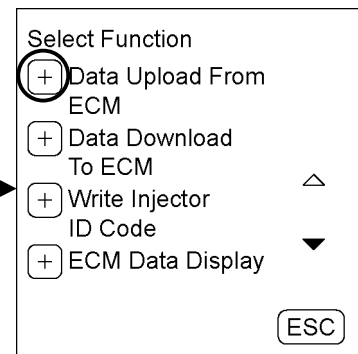 Select Function
+ Data Upload From
ECM
+ Data Download
To ECM
+ Write Injector
ID Code
+ ECM Data Display
ESC